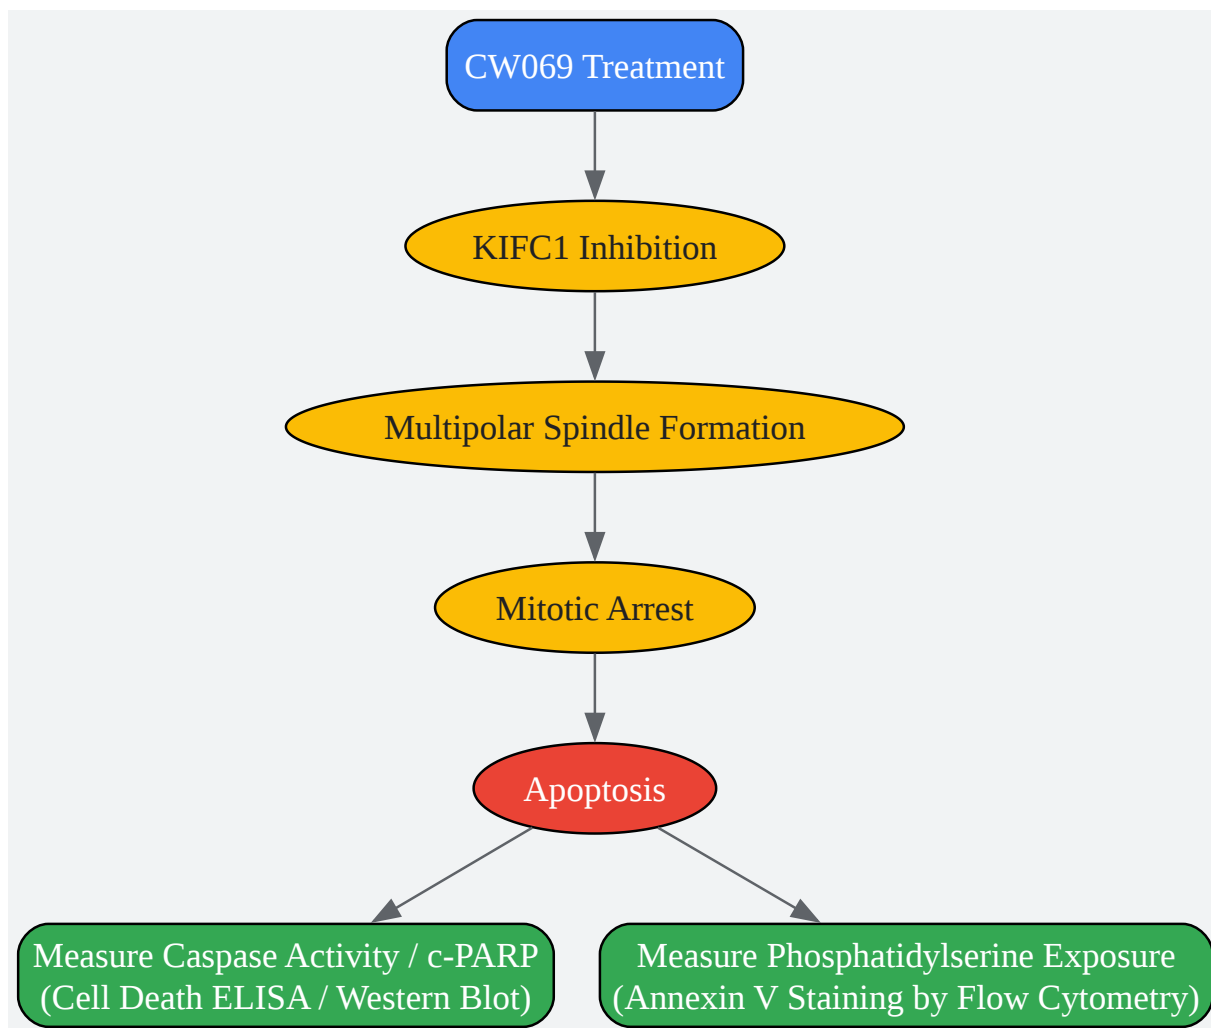 CW069 Treatment
KIFC1 Inhibition
Multipolar Spindle Formation
Mitotic Arrest
Apoptosis
Measure Caspase Activity / c-PARP
(Cell Death ELISA / Western Blot)
Measure Phosphatidylserine Exposure
(Annexin V Staining by Flow Cytometry)